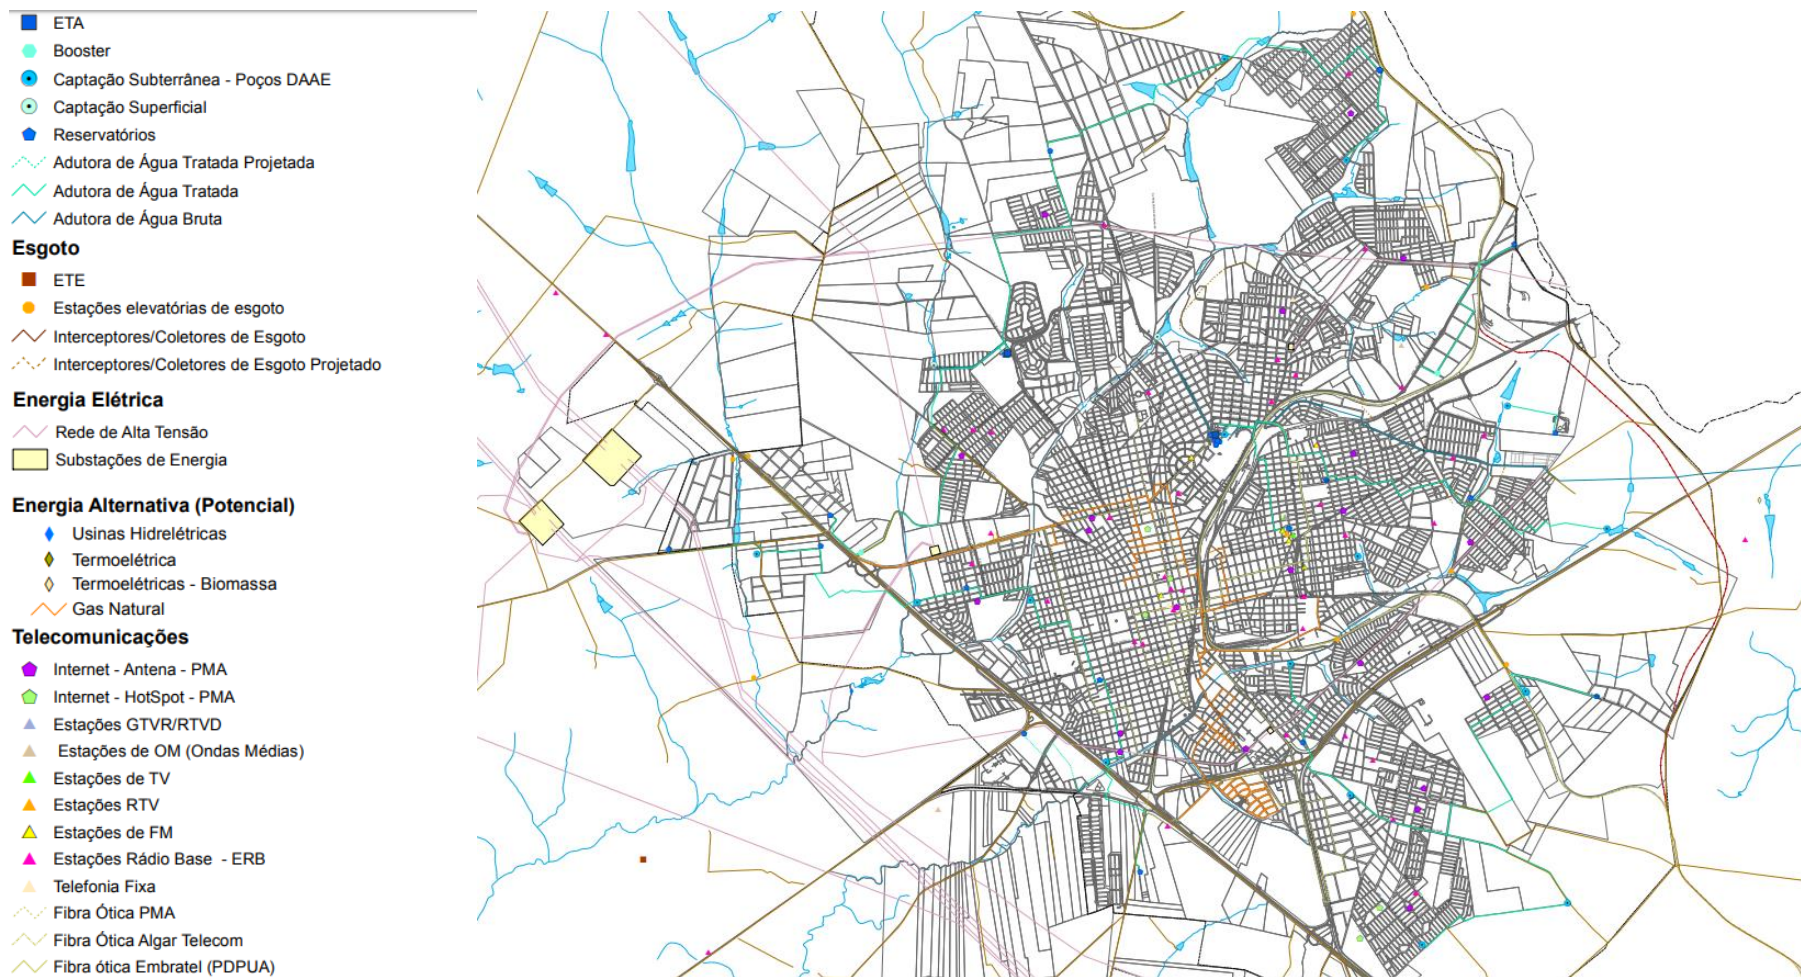 ETA
Booster
Captação Subterrânea - Poços DAAE
Captação Superficial
Reservatórios
Adutora de Água Tratada Projetada
Adutora de Água Tratada
Adutora de Água Bruta
Esgoto
ETE
Estações elevatórias de esgoto
Interceptores/Coletores de Esgoto
Interceptores/Coletores de Esgoto Projetado
Energia Elétrica
Rede de Alta Tensão
Substações de Energia
Energia Alternativa (Potencial)
Usinas Hidrelétricas
Termoelétrica
Termoelétricas - Biomassa
Gas Natural
Telecomunicações
Internet - Antena - PMA
Internet - HotSpot - PMA
Estações GTVR/RTVD
Estações de OM (Ondas Médias)
Estações de TV
Estações RTV
Estações de FM
Estações Rádio Base - ERB
Telefonia Fixa
Fibra Ótica PMA
Fibra Ótica Algar Telecom
Fibra ótica Embratel (PDPUA)